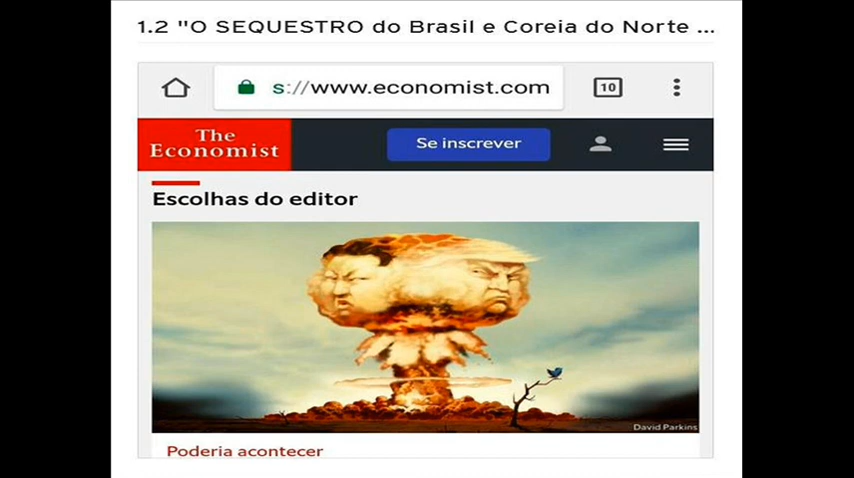 1.2 "O SEQUESTRO do Brasil e Coreia do Norte ...
s://www.economist.com
10
The
Economist
Se inscrever
Escolhas do editor
David Parkins
Poderia acontecer